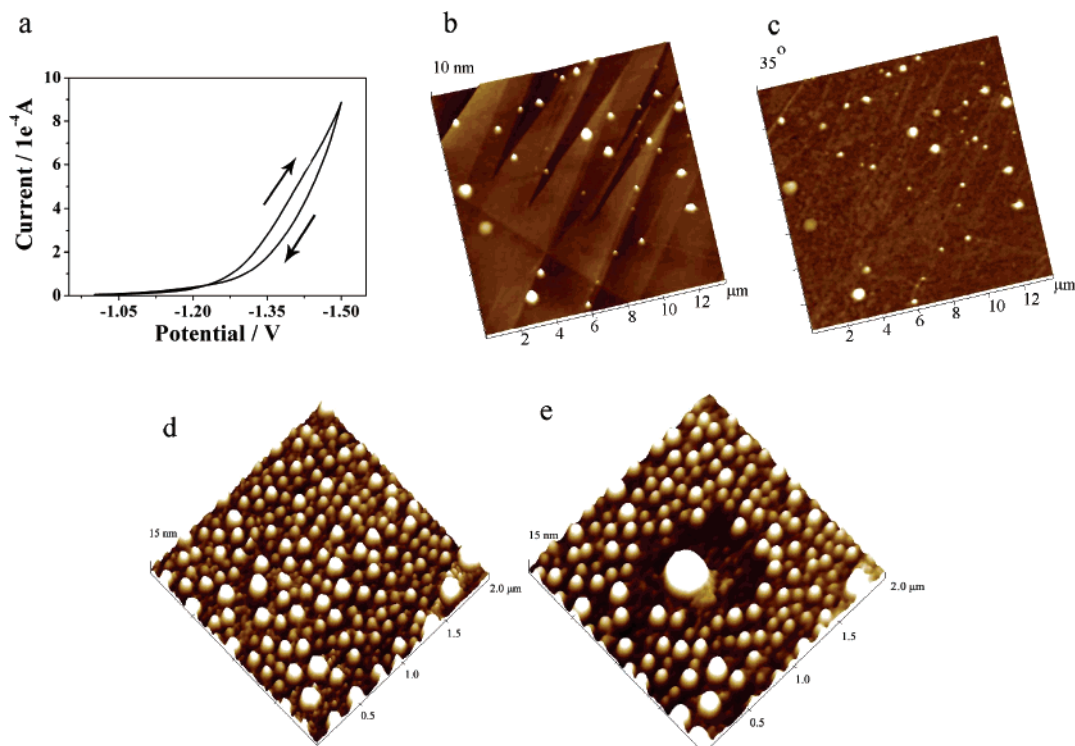 a
10
8
6
4
2
0
Current / 1e⁻⁴ A
-1.05 -1.20 -1.35 -1.50
Potential / V
b
10 nm
2 4 6 8 10 12
μm
c
35°
2 4 6 8 10 12
μm
d
15 nm
0.5 1.0 1.5 2.0 μm
e
15 nm
0.5 1.0 1.5 2.0 μm